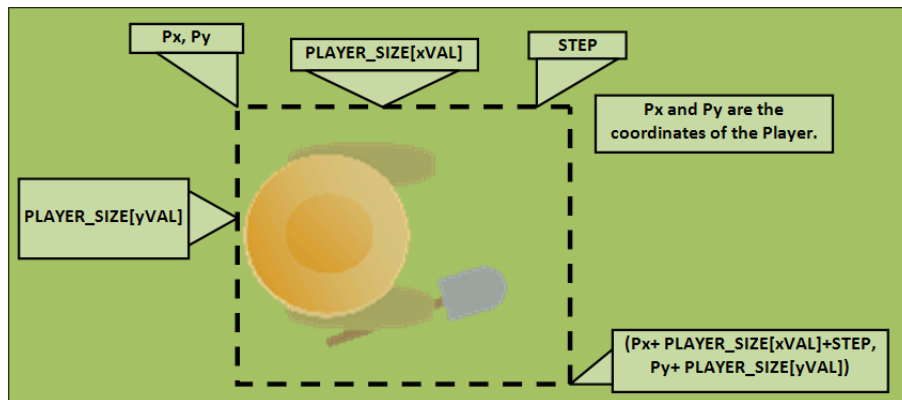 Px, Py
PLAYER_SIZE[xVAL]
STEP
Px and Py are the
coordinates of the Player.
PLAYER_SIZE[yVAL]
(Px+ PLAYER_SIZE[xVAL]+STEP,
Py+ PLAYER_SIZE[yVAL])